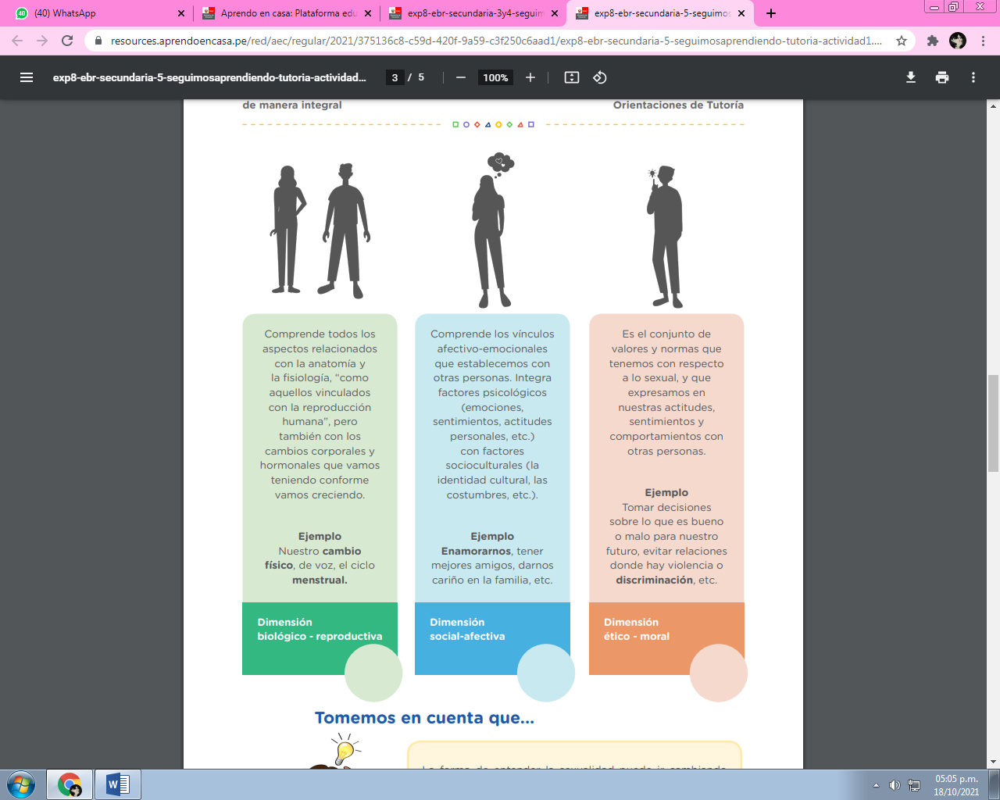 (40) WhatsApp
Aprendo en casa: Plataforma edu
exp8-ebr-secundaria-3y4-seguim
exp8-ebr-secundaria-5-seguimos
resources.aprendoencasa.pe/red/aec/regular/2021/375136c8-c59d-420f-9a59-c3f250c6aad1/exp8-ebr-secundaria-5-seguimosaprendiendo-tutoria-actividad1....
exp8-ebr-secundaria-5-seguimosaprendiendo-tutoria-actividad...
3 / 5
100%
de manera integral
Orientaciones de Tutoría
Comprende todos los
aspectos relacionados
con la anatomía y
la fisiología, “como
aquellos vinculados
con la reproducción
humana”, pero
también con los
cambios corporales y
hormonales que vamos
teniendo conforme
vamos creciendo.
Ejemplo
Nuestro cambio
físico, de voz, el ciclo
menstrual.
Dimensión
biológico - reproductiva
Comprende los vínculos
afectivo-emocionales
que establecemos con
otras personas. Integra
factores psicológicos
(emociones,
sentimientos, actitudes
personales, etc.)
con factores
socioculturales (la
identidad cultural, las
costumbres, etc.).
Ejemplo
Enamorarnos, tener
mejores amigos, darnos
cariño en la familia, etc.
Dimensión
social-afectiva
Es el conjunto de
valores y normas que
tenemos con respecto
a lo sexual, y que
expresamos en
nuestras actitudes,
sentimientos y
comportamientos con
otras personas.
Ejemplo
Tomar decisiones
sobre lo que es bueno
o malo para nuestro
futuro, evitar relaciones
donde hay violencia o
discriminación, etc.
Dimensión
ético - moral
Tomemos en cuenta que...
La forma de entender la sexualidad puede ir cambiando
05:05 p.m.
18/10/2021